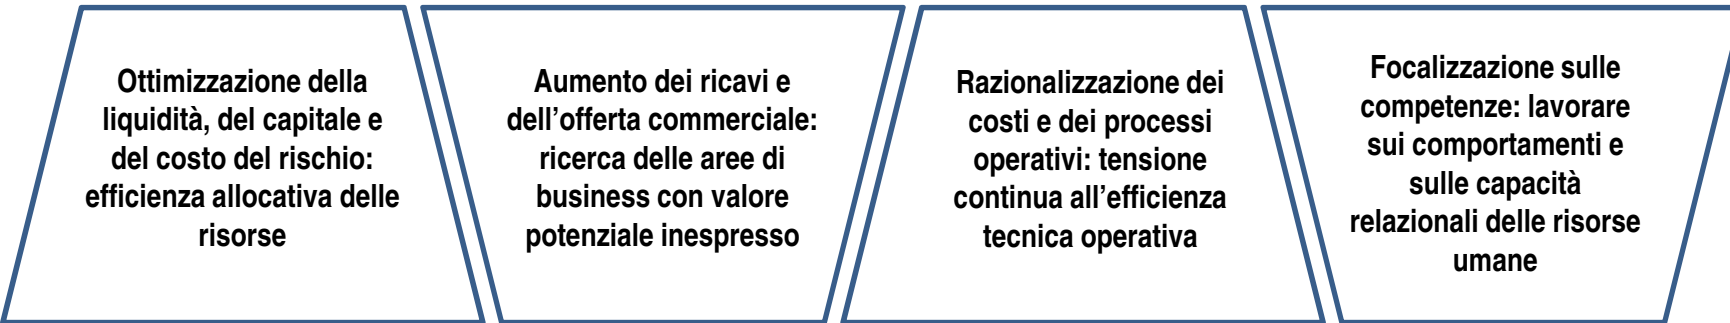 Ottimizzazione della
liquidità, del capitale e
del costo del rischio:
efficienza allocativa delle
risorse
Aumento dei ricavi e
dell’offerta commerciale:
ricerca delle aree di
business con valore
potenziale inespresso
Razionalizzazione dei
costi e dei processi
operativi: tensione
continua all’efficienza
tecnica operativa
Focalizzazione sulle
competenze: lavorare
sui comportamenti e
sulle capacità
relazionali delle risorse
umane